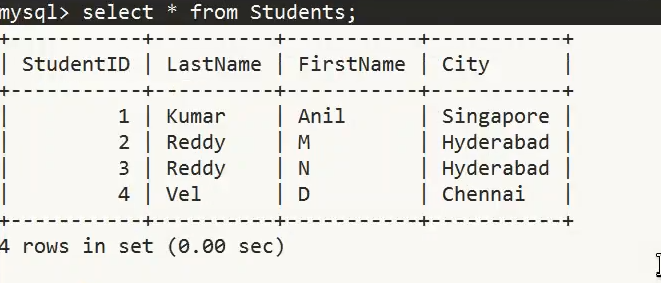 mysql> select * from Students;
+-----------+----------+-----------+-----------+
| StudentID | LastName | FirstName | City      |
+-----------+----------+-----------+-----------+
|         1 | Kumar    | Anil      | Singapore |
|         2 | Reddy    | M         | Hyderabad |
|         3 | Reddy    | N         | Hyderabad |
|         4 | Vel      | D         | Chennai   |
+-----------+----------+-----------+-----------+
4 rows in set (0.00 sec)